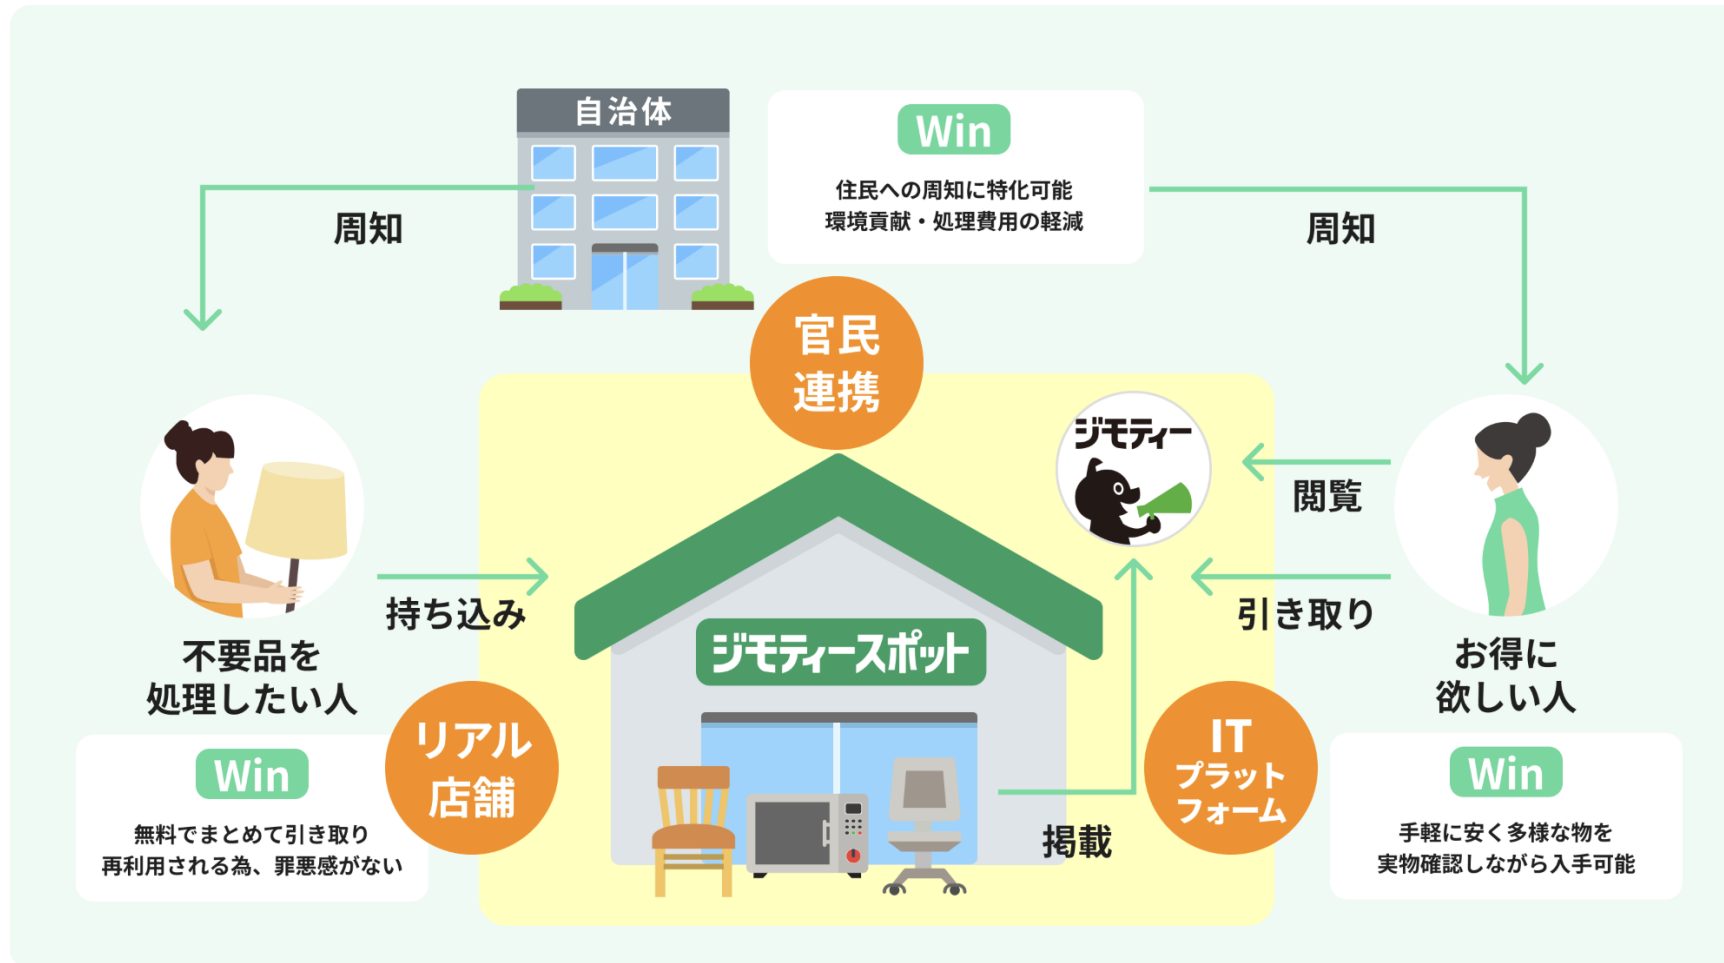 自治体
Win
住民への周知に特化可能
環境貢献・処理費用の軽減
周知
周知
官民
連携
ジモティー
閲覧
持ち込み
引き取り
不要品を
処理したい人
ジモティースポット
お得に
欲しい人
リアル
店舗
IT
プラット
フォーム
Win
無料でまとめて引き取り
再利用される為、罪悪感がない
掲載
Win
手軽に安く多様な物を
実物確認しながら入手可能